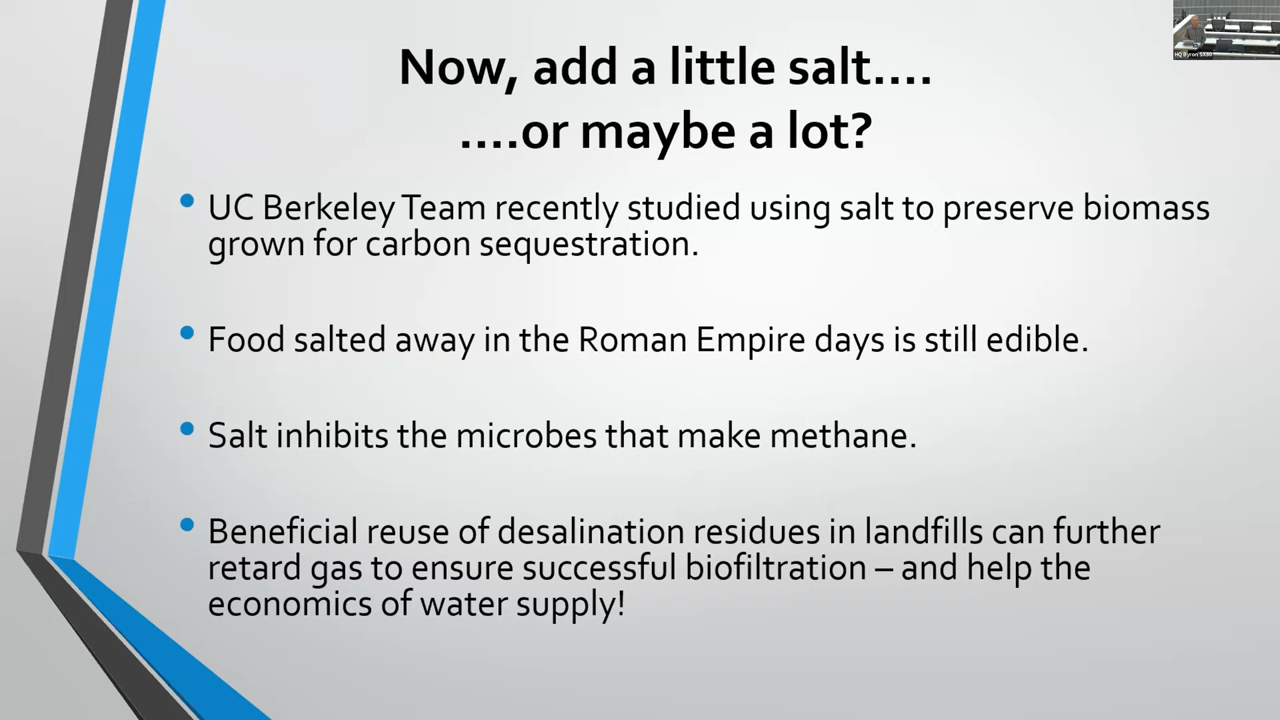 Now, add a little salt....
....or maybe a lot?
• UC Berkeley Team recently studied using salt to preserve biomass
grown for carbon sequestration.
• Food salted away in the Roman Empire days is still edible.
• Salt inhibits the microbes that make methane.
• Beneficial reuse of desalination residues in landfills can further
retard gas to ensure successful biofiltration – and help the
economics of water supply!
HQ Byron SX80